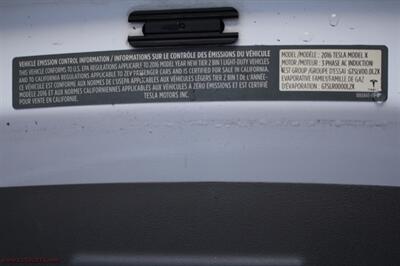 VEHICLE EMISSION CONTROL INFORMATION / INFORMATIONS SUR LE CONTRÔLE DES ÉMISSIONS DU VÉHICULE
THIS VEHICLE CONFORMS TO U.S. EPA REGULATIONS APPLICABLE TO 2016 MODEL YEAR NEW TIER 2 BIN 1 LIGHT-DUTY VEHICLES
AND TO CALIFORNIA REGULATIONS APPLICABLE TO ZEV PASSENGER CARS AND IS CERTIFIED FOR SALE IN CALIFORNIA.
CE VÉHICULE EST CONFORME AUX NORMES DE L'USEPA RELATIVES AUX VÉHICULES LÉGERS TIER 2 BIN 1 DE L'ANNÉE-
MODÈLE 2016 ET AUX NORMES CALIFORNIENNES APPLICABLES AUX VÉHICULES À ZÉRO ÉMISSIONS ET EST CERTIFIÉ
POUR VENTE EN CALIFORNIE.
TESLA MOTORS INC.
MODEL / MODÈLE : 2016 TESLA MODEL X
MOTOR / MOTEUR : 3 PHASE AC INDUCTION
TEST GROUP /GROUPE D'ESSAI: GTSLV00.0L2X
EVAPORATIVE FAMILY/FAMILLE DE GAZ
D'ÉVAPORATION: GTSLR0000L2X